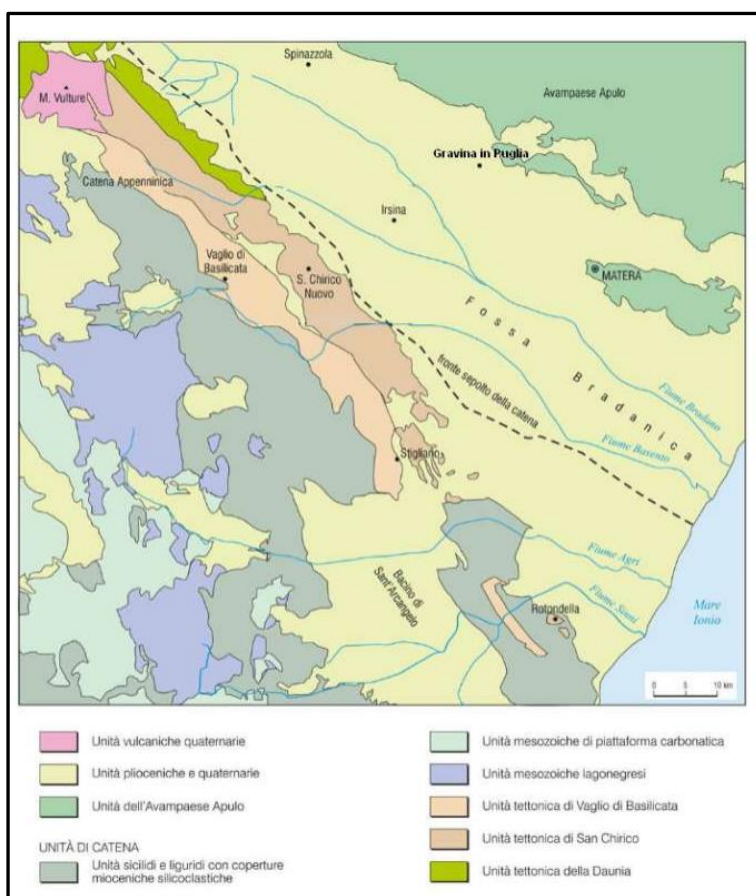 Spinazzola
M. Vulture
Avampaese Apulo
Gravina in Puglia
Catena Appenninica
Irsina
Vaglio di
Basilicata
S. Chirico
Nuovo
MATERA
Fossa
Bradanica
fronte sepolto della catena
Fiume Bradano
Fiume Basento
Stigliano
Bacino di
Sant'Arcangelo
Fiume Agri
Fiume Sinni
Rotondella
Mare
Ionio
0 5 10 km
Unità vulcaniche quaternarie
Unità plioceniche e quaternarie
Unità dell'Avampaese Apulo
UNITÀ DI CATENA
Unità sicilidi e liguridi con coperture
mioceniche silicoclastiche
Unità mesozoiche di piattaforma carbonatica
Unità mesozoiche lagonegresi
Unità tettonica di Vaglio di Basilicata
Unità tettonica di San Chirico
Unità tettonica della Daunia